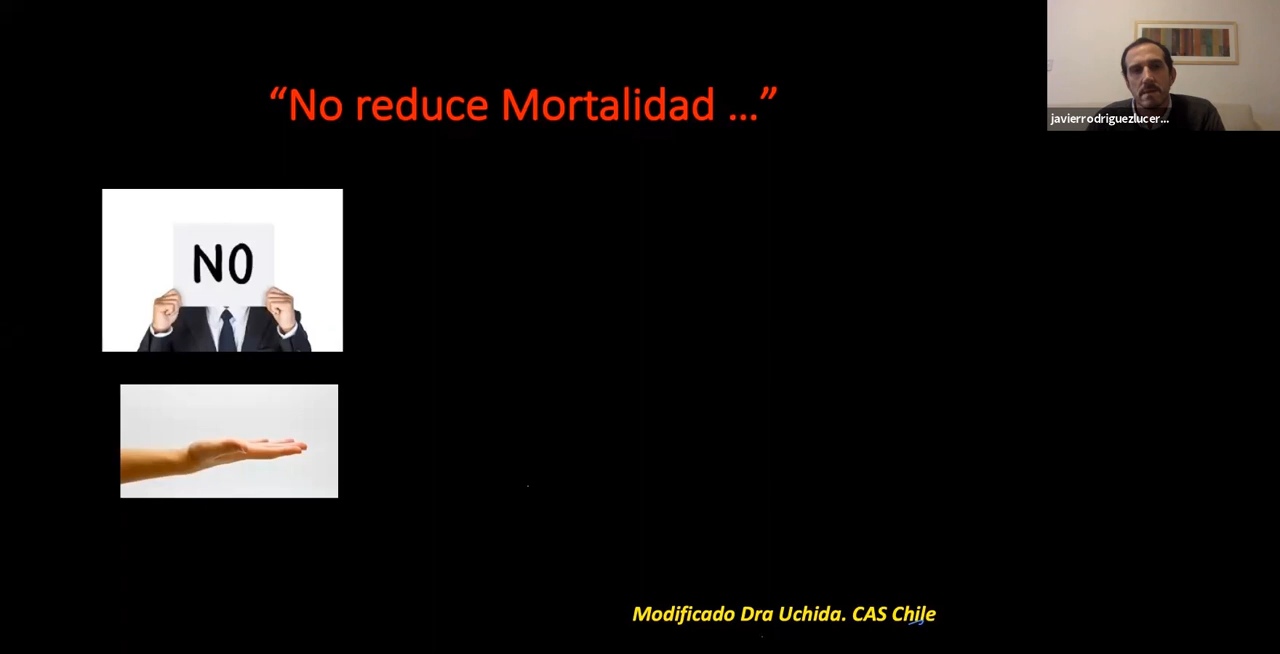 “No reduce Mortalidad ...”
javierrodriguezlucer...
NO
Modificado Dra Uchida. CAS Chile